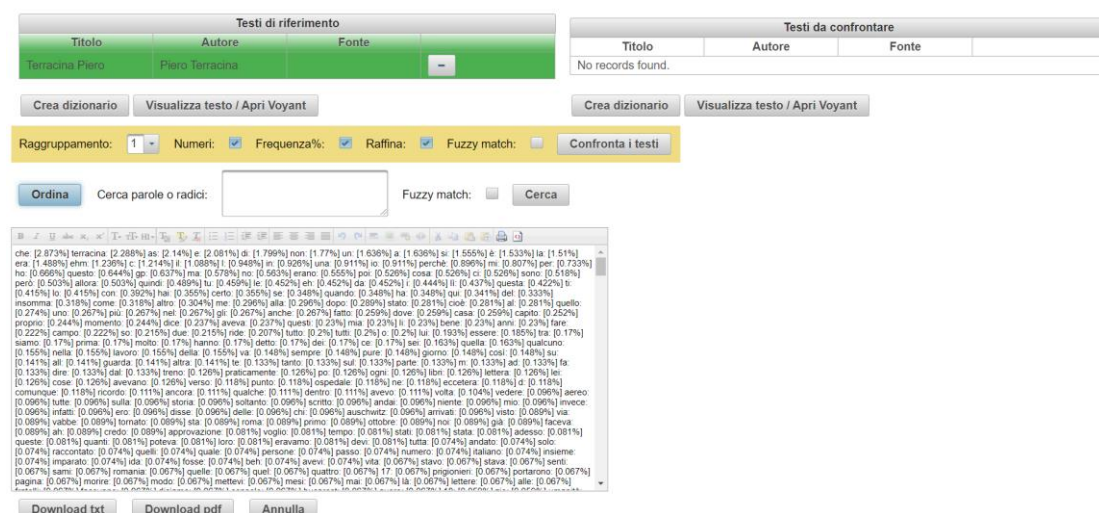 Testi di riferimento
Titolo Autore Fonte
Terracina Piero Piero Terracina
Testi da confrontare
Titolo Autore Fonte
No records found.
Crea dizionario Visualizza testo / Apri Voyant
Crea dizionario Visualizza testo / Apri Voyant
Raggruppamento: 1 Numeri: Frequenza%: Raffina: Fuzzy match: Confronta i testi
Ordina Cerca parole o radici: Fuzzy match: Cerca
che: [2.873%] terracina: [2.288%] as: [2.14%] e: [2.081%] di: [1.799%] non: [1.77%] un: [1.636%] a: [1.636%] si: [1.555%] è: [1.533%] la: [1.51%]
era: [1.488%] ehm: [1.236%] c: [1.214%] il: [1.088%] l: [0.948%] in: [0.926%] una: [0.911%] io: [0.911%] perché: [0.896%] mi: [0.807%] per: [0.733%]
ho: [0.666%] questo: [0.644%] gp: [0.637%] ma: [0.578%] no: [0.563%] erano: [0.555%] poi: [0.526%] cosa: [0.526%] ci: [0.526%] sono: [0.518%]
però: [0.503%] allora: [0.503%] quindi: [0.489%] tu: [0.459%] le: [0.452%] eh: [0.452%] da: [0.452%] i: [0.444%] lì: [0.437%] questa: [0.422%] ti:
[0.415%] lo: [0.415%] con: [0.392%] hai: [0.355%] certo: [0.355%] se: [0.348%] quando: [0.348%] ha: [0.348%] qui: [0.341%] del: [0.333%]
insomma: [0.318%] come: [0.318%] altro: [0.304%] me: [0.296%] alla: [0.296%] dopo: [0.289%] stato: [0.281%] cioè: [0.281%] al: [0.281%] quello:
[0.274%] uno: [0.267%] più: [0.267%] nel: [0.267%] gli: [0.267%] anche: [0.267%] fatto: [0.259%] dove: [0.259%] casa: [0.259%] capito: [0.252%]
proprio: [0.244%] momento: [0.244%] dice: [0.237%] aveva: [0.237%] questi: [0.23%] mia: [0.23%] li: [0.23%] bene: [0.23%] anni: [0.23%] fare:
[0.222%] campo: [0.222%] so: [0.215%] due: [0.215%] ride: [0.207%] tutto: [0.2%] tutti: [0.2%] o: [0.2%] lui: [0.193%] essere: [0.185%] tra: [0.17%]
siamo: [0.17%] prima: [0.17%] molto: [0.17%] hanno: [0.17%] detto: [0.17%] dei: [0.17%] ce: [0.17%] sei: [0.163%] quella: [0.163%] qualcuno:
[0.155%] nella: [0.155%] lavoro: [0.155%] della: [0.155%] va: [0.148%] sempre: [0.148%] pure: [0.148%] giorno: [0.148%] così: [0.148%] su:
[0.141%] all: [0.141%] guarda: [0.141%] altra: [0.141%] te: [0.133%] tanto: [0.133%] sul: [0.133%] parte: [0.133%] m: [0.133%] ad: [0.133%] fa:
[0.133%] dire: [0.133%] dal: [0.133%] treno: [0.126%] praticamente: [0.126%] po: [0.126%] ogni: [0.126%] libri: [0.126%] lettera: [0.126%] lei:
[0.126%] cose: [0.126%] avevano: [0.126%] verso: [0.118%] punto: [0.118%] ospedale: [0.118%] ne: [0.118%] eccetera: [0.118%] d: [0.118%]
comunque: [0.118%] ricordo: [0.111%] ancora: [0.111%] qualche: [0.111%] dentro: [0.111%] avevo: [0.111%] volta: [0.104%] vedere: [0.096%] aereo:
[0.096%] tutte: [0.096%] sulla: [0.096%] storia: [0.096%] soltanto: [0.096%] scritto: [0.096%] andai: [0.096%] niente: [0.096%] mio: [0.096%] invece:
[0.096%] infatti: [0.096%] ero: [0.096%] disse: [0.096%] delle: [0.096%] chi: [0.096%] auschwitz: [0.096%] arrivati: [0.096%] visto: [0.089%] via:
[0.089%] vabbe: [0.089%] tornato: [0.089%] sta: [0.089%] roma: [0.089%] primo: [0.089%] ottobre: [0.089%] noi: [0.089%] già: [0.089%] faceva:
[0.089%] ah: [0.089%] credo: [0.089%] approvazione: [0.081%] voglio: [0.081%] tempo: [0.081%] stati: [0.081%] stata: [0.081%] adesso: [0.081%]
queste: [0.081%] quanti: [0.081%] poteva: [0.081%] loro: [0.081%] eravamo: [0.081%] devi: [0.081%] tutta: [0.074%] andato: [0.074%] solo:
[0.074%] raccontato: [0.074%] quelli: [0.074%] quale: [0.074%] persone: [0.074%] passo: [0.074%] numero: [0.074%] italiano: [0.074%] insieme:
[0.074%] imparato: [0.074%] ida: [0.074%] fosse: [0.074%] beh: [0.074%] avevi: [0.074%] vita: [0.067%] stavo: [0.067%] stava: [0.067%] senti:
[0.067%] sami: [0.067%] romania: [0.067%] quelle: [0.067%] quel: [0.067%] quattro: [0.067%] 17: [0.067%] prigionieri: [0.067%] portarono: [0.067%]
pagina: [0.067%] morire: [0.067%] modo: [0.067%] mettevi: [0.067%] mesi: [0.067%] mai: [0.067%] là: [0.067%] lettere: [0.067%] alle: [0.067%]
Download txt Download pdf Annulla